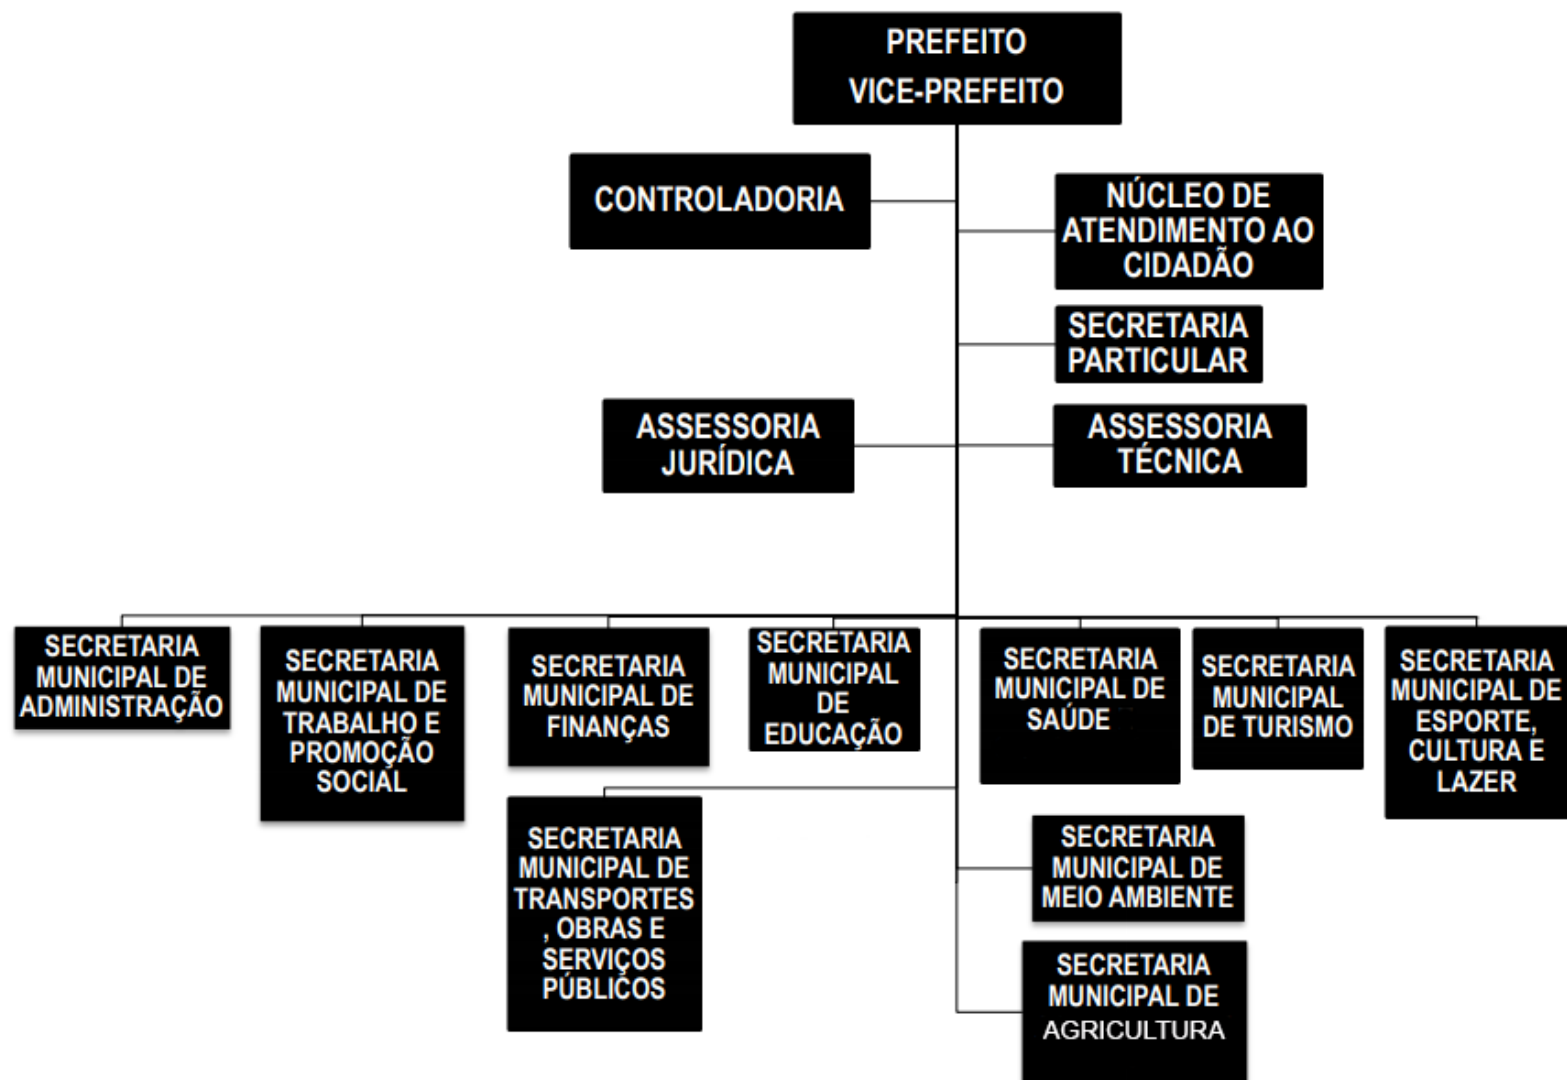 PREFEITO
VICE-PREFEITO
CONTROLADORIA
NÚCLEO DE
ATENDIMENTO AO
CIDADÃO
SECRETARIA
PARTICULAR
ASSESSORIA
JURÍDICA
ASSESSORIA
TÉCNICA
SECRETARIA
MUNICIPAL DE
ADMINISTRAÇÃO
SECRETARIA
MUNICIPAL DE
TRABALHO E
PROMOÇÃO
SOCIAL
SECRETARIA
MUNICIPAL DE
FINANÇAS
SECRETARIA
MUNICIPAL
DE
EDUCAÇÃO
SECRETARIA
MUNICIPAL DE
SAÚDE
SECRETARIA
MUNICIPAL
DE TURISMO
SECRETARIA
MUNICIPAL DE
ESPORTE,
CULTURA E
LAZER
SECRETARIA
MUNICIPAL DE
TRANSPORTES
, OBRAS E
SERVIÇOS
PÚBLICOS
SECRETARIA
MUNICIPAL DE
MEIO AMBIENTE
SECRETARIA
MUNICIPAL DE
AGRICULTURA